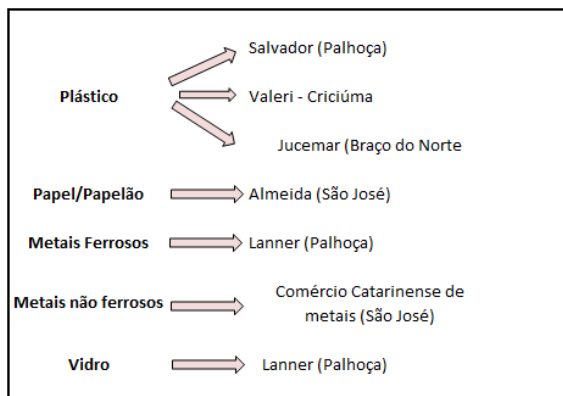 Salvador (Palhoça)
Plástico
Valeri - Criciúma
Jucemar (Braço do Norte
Papel/Papelão
Almeida (São José)
Metais Ferrosos
Lanner (Palhoça)
Metais não ferrosos
Comércio Catarinense de
metais (São José)
Vidro
Lanner (Palhoça)